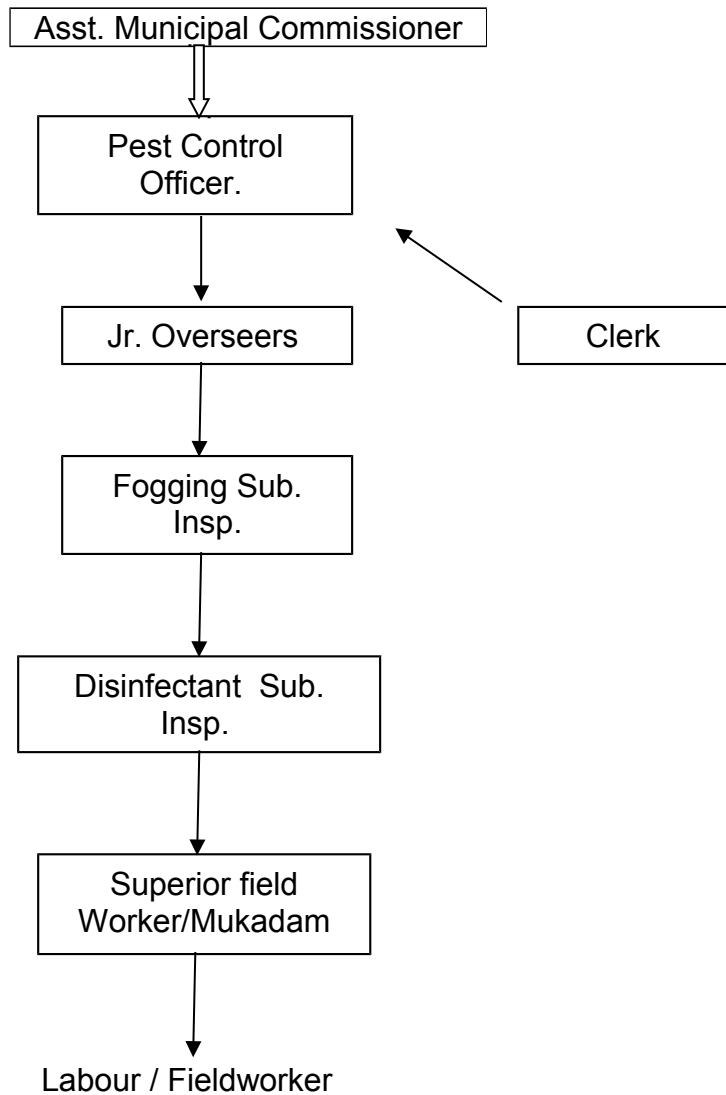 Asst. Municipal Commissioner
Pest Control
Officer.
Jr. Overseers
Clerk
Fogging Sub.
Insp.
Disinfectant  Sub.
Insp.
Superior field
Worker/Mukadam
Labour / Fieldworker